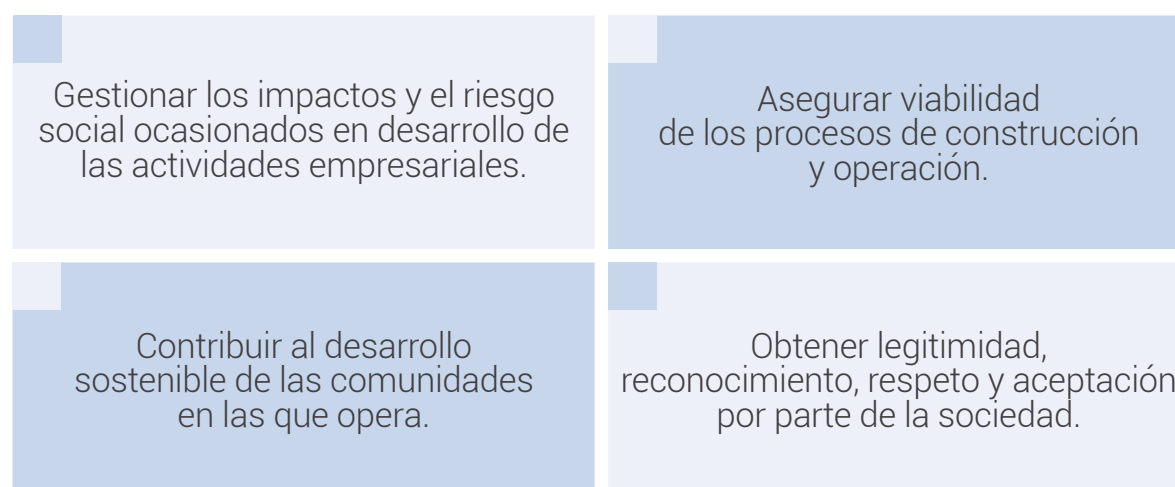 Gestionar los impactos y el riesgo
social ocasionados en desarrollo de
las actividades empresariales.
Asegurar viabilidad
de los procesos de construcción
y operación.
Contribuir al desarrollo
sostenible de las comunidades
en las que opera.
Obtener legitimidad,
reconocimiento, respeto y aceptación
por parte de la sociedad.